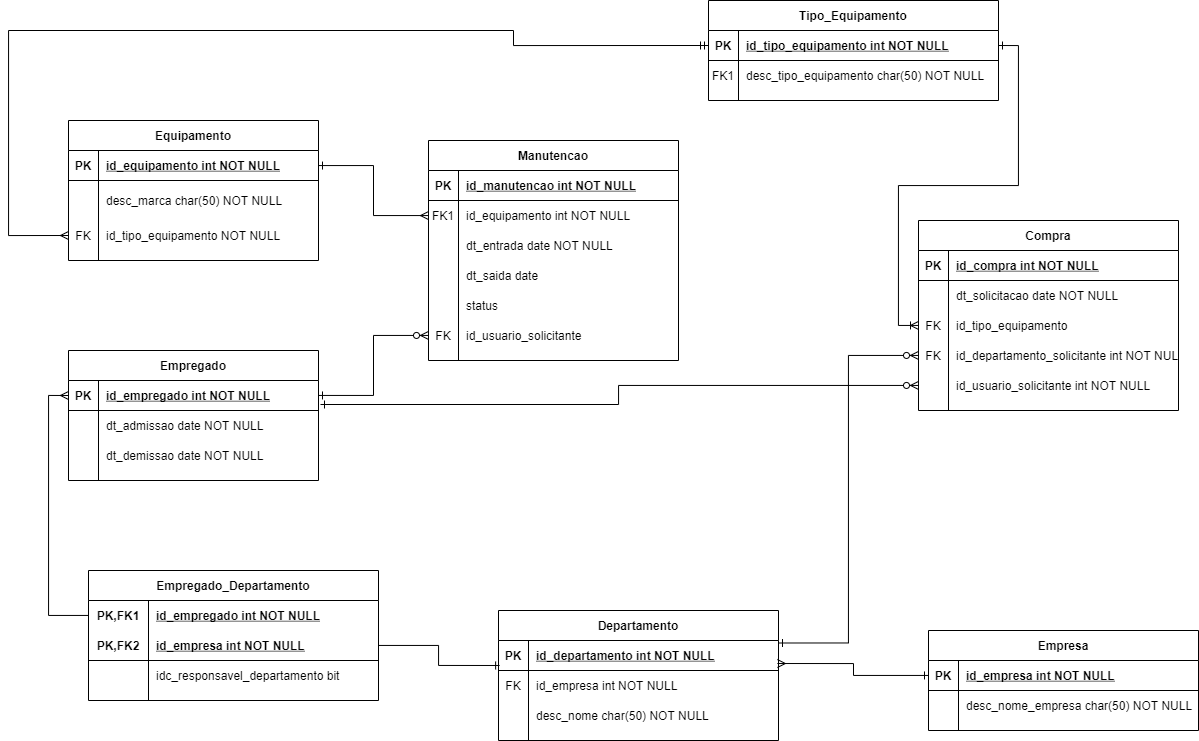 Tipo_Equipamento
PK id_tipo_equipamento int NOT NULL
FK1 desc_tipo_equipamento char(50) NOT NULL
Equipamento
PK id_equipamento int NOT NULL
desc_marca char(50) NOT NULL
FK id_tipo_equipamento NOT NULL
Manutencao
PK id_manutencao int NOT NULL
FK1 id_equipamento int NOT NULL
dt_entrada date NOT NULL
dt_saida date
status
FK id_usuario_solicitante
Compra
PK id_compra int NOT NULL
dt_solicitacao date NOT NULL
FK id_tipo_equipamento
FK id_departamento_solicitante int NOT NUL
id_usuario_solicitante int NOT NULL
Empregado
PK id_empregado int NOT NULL
dt_admissao date NOT NULL
dt_demissao date NOT NULL
Empregado_Departamento
PK,FK1 id_empregado int NOT NULL
PK,FK2 id_empresa int NOT NULL
idc_responsavel_departamento bit
Departamento
PK id_departamento int NOT NULL
FK id_empresa int NOT NULL
desc_nome char(50) NOT NULL
Empresa
PK id_empresa int NOT NULL
desc_nome_empresa char(50) NOT NULL